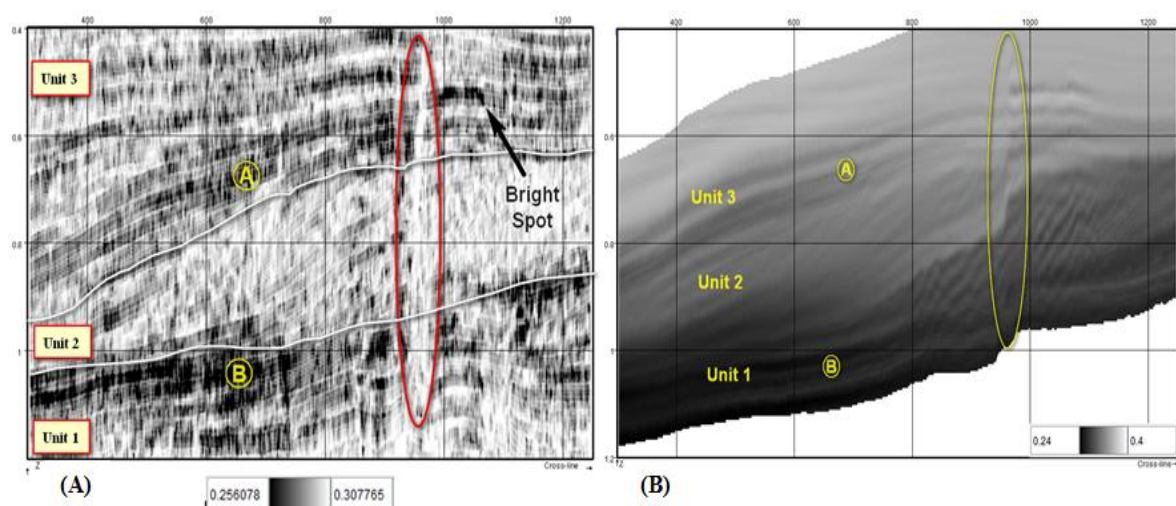 400 600 800 1000 1200
0.4
Unit 3
0.6
A
Bright
Spot
0.8
Unit 2
1
B
Unit 1
Z
Cross-line
(A)
0.256078 0.307765
400 600 800 1000 1200
0.6
A
Unit 3
0.8
Unit 2
1
Unit 1
B
0.24 0.4
1.2
Z
Cross-line
(B)